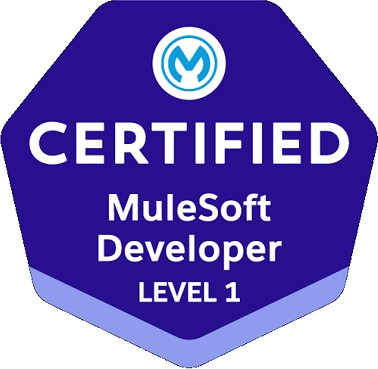 CERTIFIED
MuleSoft
Developer
LEVEL 1